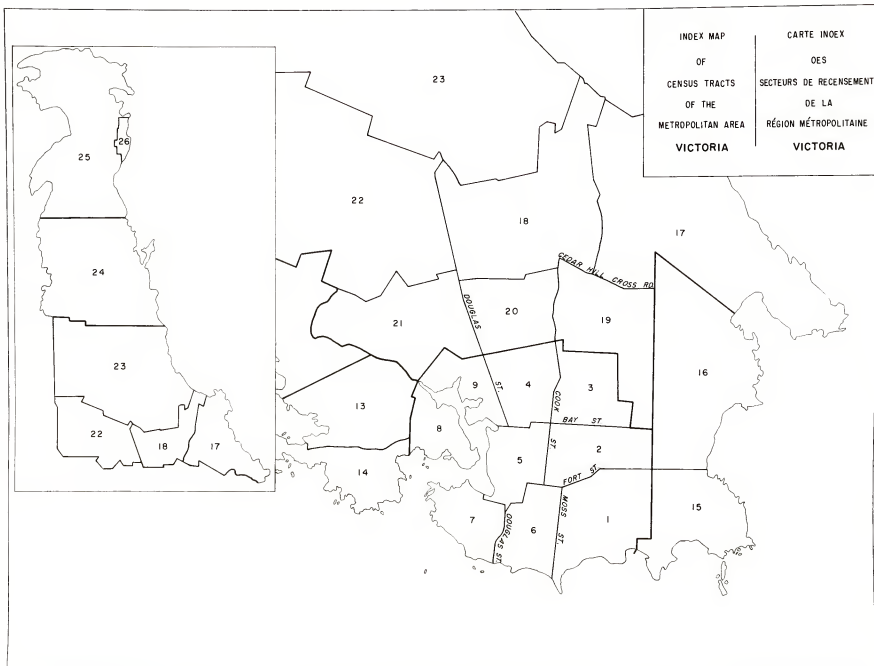 INDEX MAP
OF
CENSUS TRACTS
OF THE
METROPOLITAN AREA
VICTORIA
CARTE INOEX
OES
SECTEURS DE RECENSEMENT
DE LA
RÉGION MÉTROPOLITAINE
VICTORIA
26
25
24
23
22
18
17
23
22
18
17
CEDAR HILL CROSS RD
DOUGLAS
ST.
21
20
19
16
9
4
3
13
8
COOK
ST.
BAY ST
2
5
14
FORT ST
7
DOUGLAS ST.
6
MOSS ST.
1
15